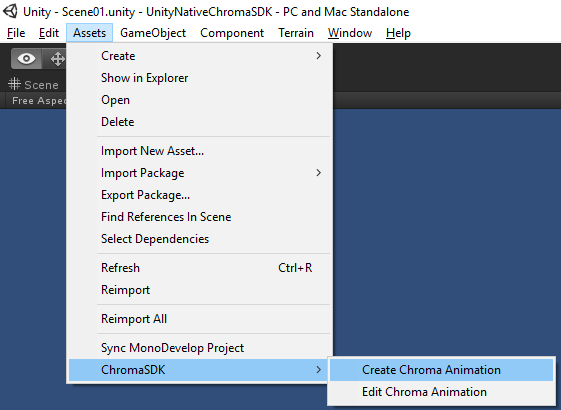 Unity - Scene01.unity - UnityNativeChromaSDK - PC and Mac Standalone
File Edit Assets GameObject Component Terrain Window Help
Create
# Scene
Show in Explorer
Free Aspec
Open
Delete
Import New Asset...
Import Package
Export Package...
Find References In Scene
Select Dependencies
Refresh Ctrl+R
Reimport
Reimport All
Sync MonoDevelop Project
ChromaSDK
Create Chroma Animation
Edit Chroma Animation